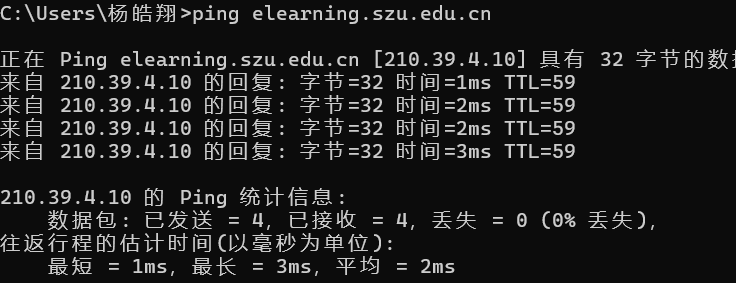 C:\Users\杨皓翔>ping elearning.szu.edu.cn
正在 Ping elearning.szu.edu.cn [210.39.4.10] 具有 32 字节的数据
来自 210.39.4.10 的回复: 字节=32 时间=1ms TTL=59
来自 210.39.4.10 的回复: 字节=32 时间=2ms TTL=59
来自 210.39.4.10 的回复: 字节=32 时间=2ms TTL=59
来自 210.39.4.10 的回复: 字节=32 时间=3ms TTL=59
210.39.4.10 的 Ping 统计信息:
数据包: 已发送 = 4, 已接收 = 4, 丢失 = 0 (0% 丢失),
往返行程的估计时间(以毫秒为单位):
最短 = 1ms, 最长 = 3ms, 平均 = 2ms